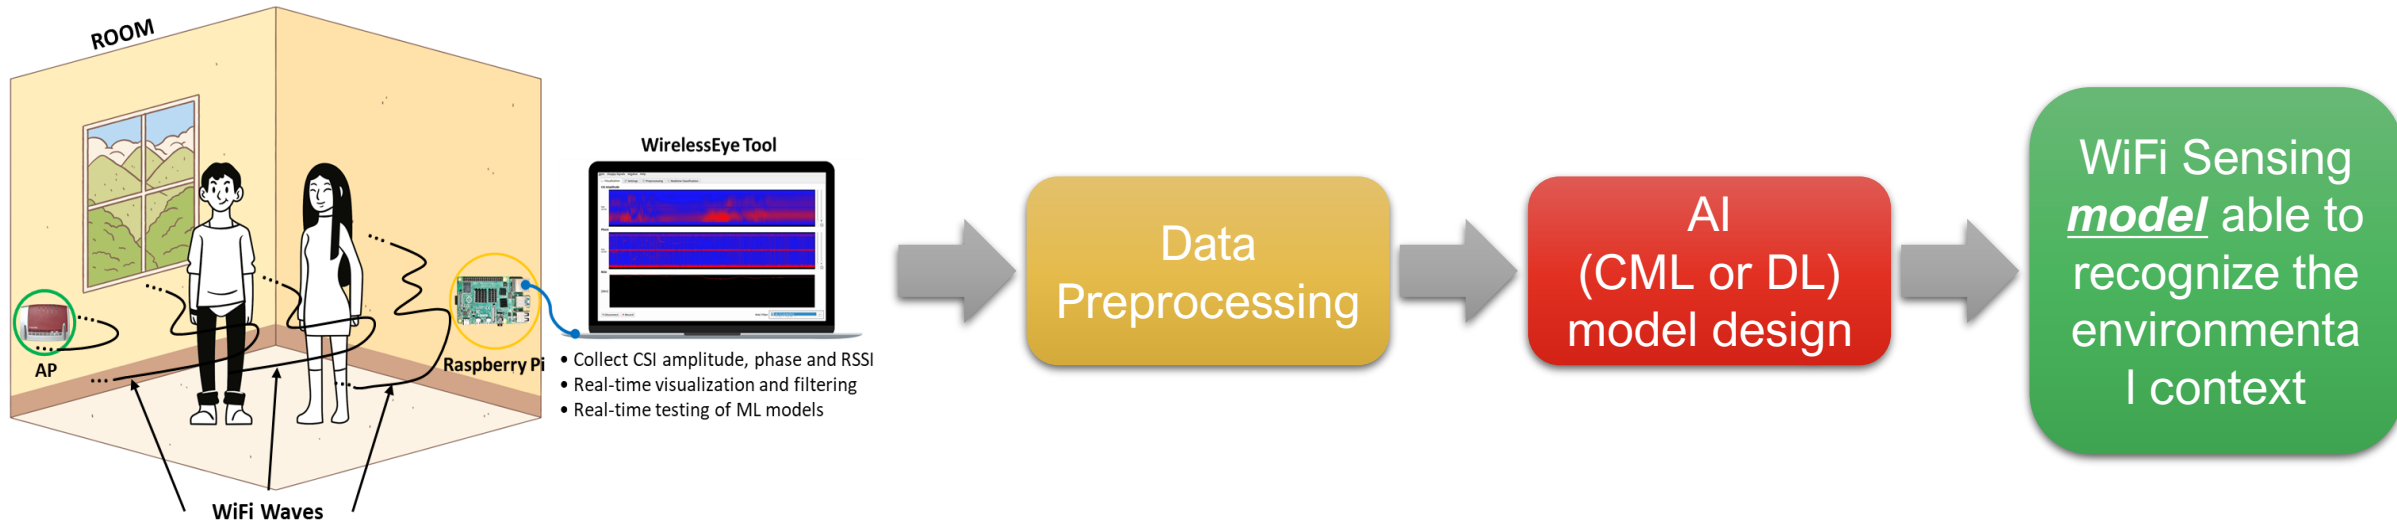 ROOM
AP
Raspberry Pi
WiFi Waves
WirelessEye Tool
• Collect CSI amplitude, phase and RSSI
• Real-time visualization and filtering
• Real-time testing of ML models
Data
Preprocessing
AI
(CML or DL)
model design
WiFi Sensing
model able to
recognize the
environmenta
l context